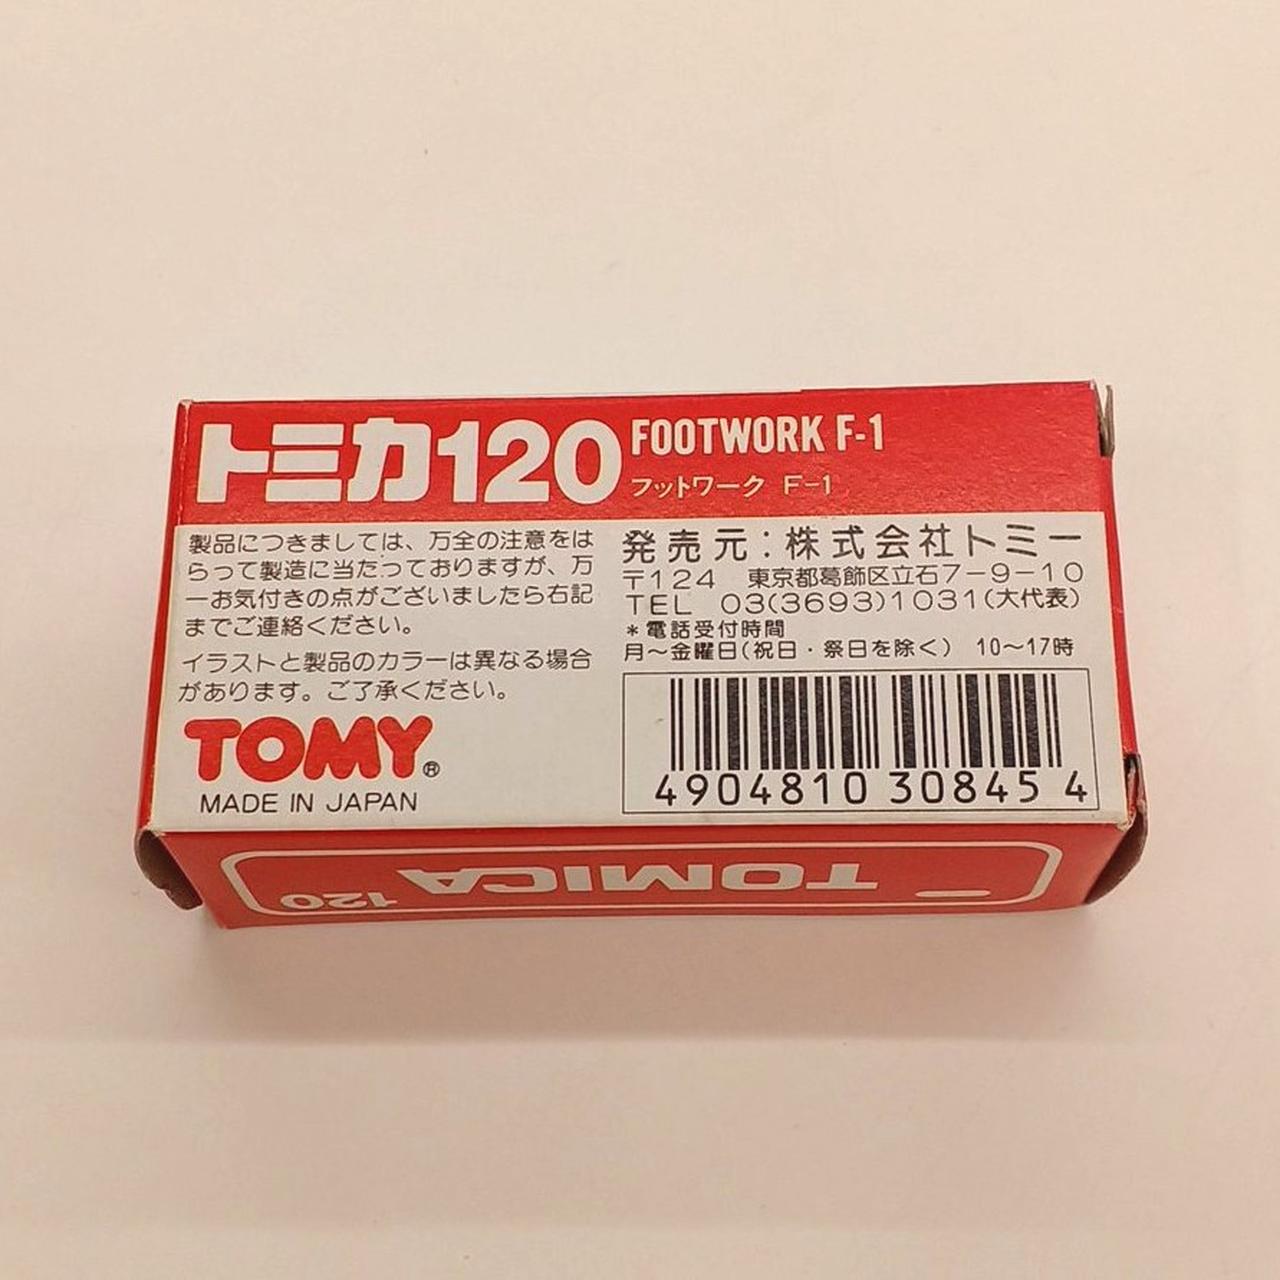 トミカ120 FOOTWORK F-1
フットワーク F-1
製品につきましては、万全の注意をは
らって製造に当たっておりますが、万
一お気付きの点がございましたら右記
までご連絡ください。
イラストと製品のカラーは異なる場合
があります。ご了承ください。
TOMY®
MADE IN JAPAN
発売元:株式会社トミー
〒124 東京都葛飾区立石7-9-10
TEL 03(3693)1031(大代表)
*電話受付時間
月~金曜日(祝日・祭日を除く) 10~17時
4904810 308454
TOMICA 120